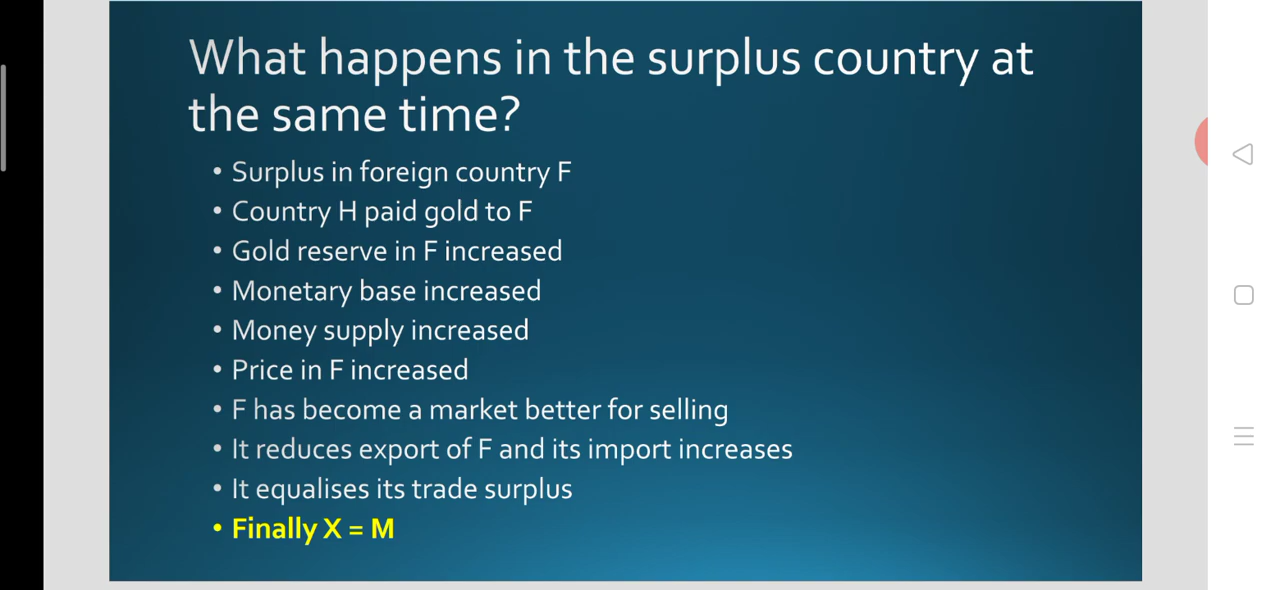 What happens in the surplus country at
the same time?
• Surplus in foreign country F
• Country H paid gold to F
• Gold reserve in F increased
• Monetary base increased
• Money supply increased
• Price in F increased
• F has become a market better for selling
• It reduces export of F and its import increases
• It equalises its trade surplus
• Finally X = M